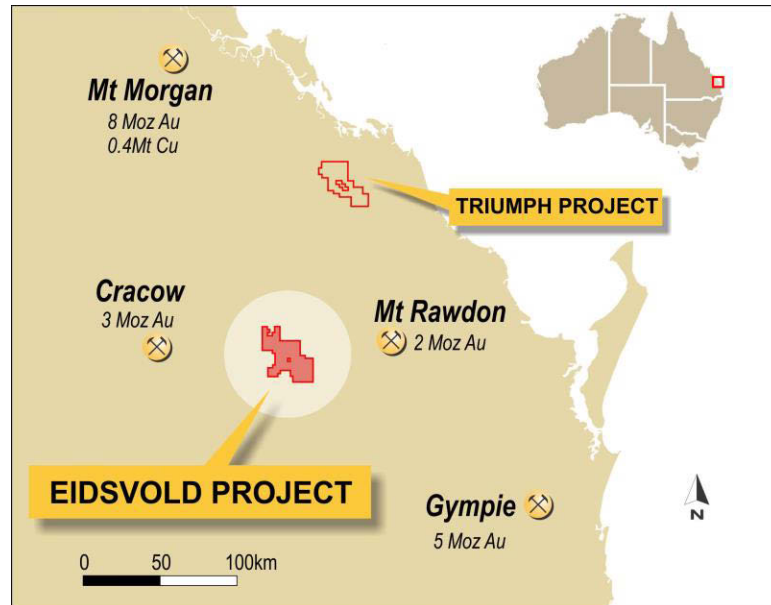 Mt Morgan
8 Moz Au
0.4Mt Cu
TRIUMPH PROJECT
Cracow
3 Moz Au
Mt Rawdon
2 Moz Au
EIDSVOLD PROJECT
Gympie
5 Moz Au
N
0 50 100km